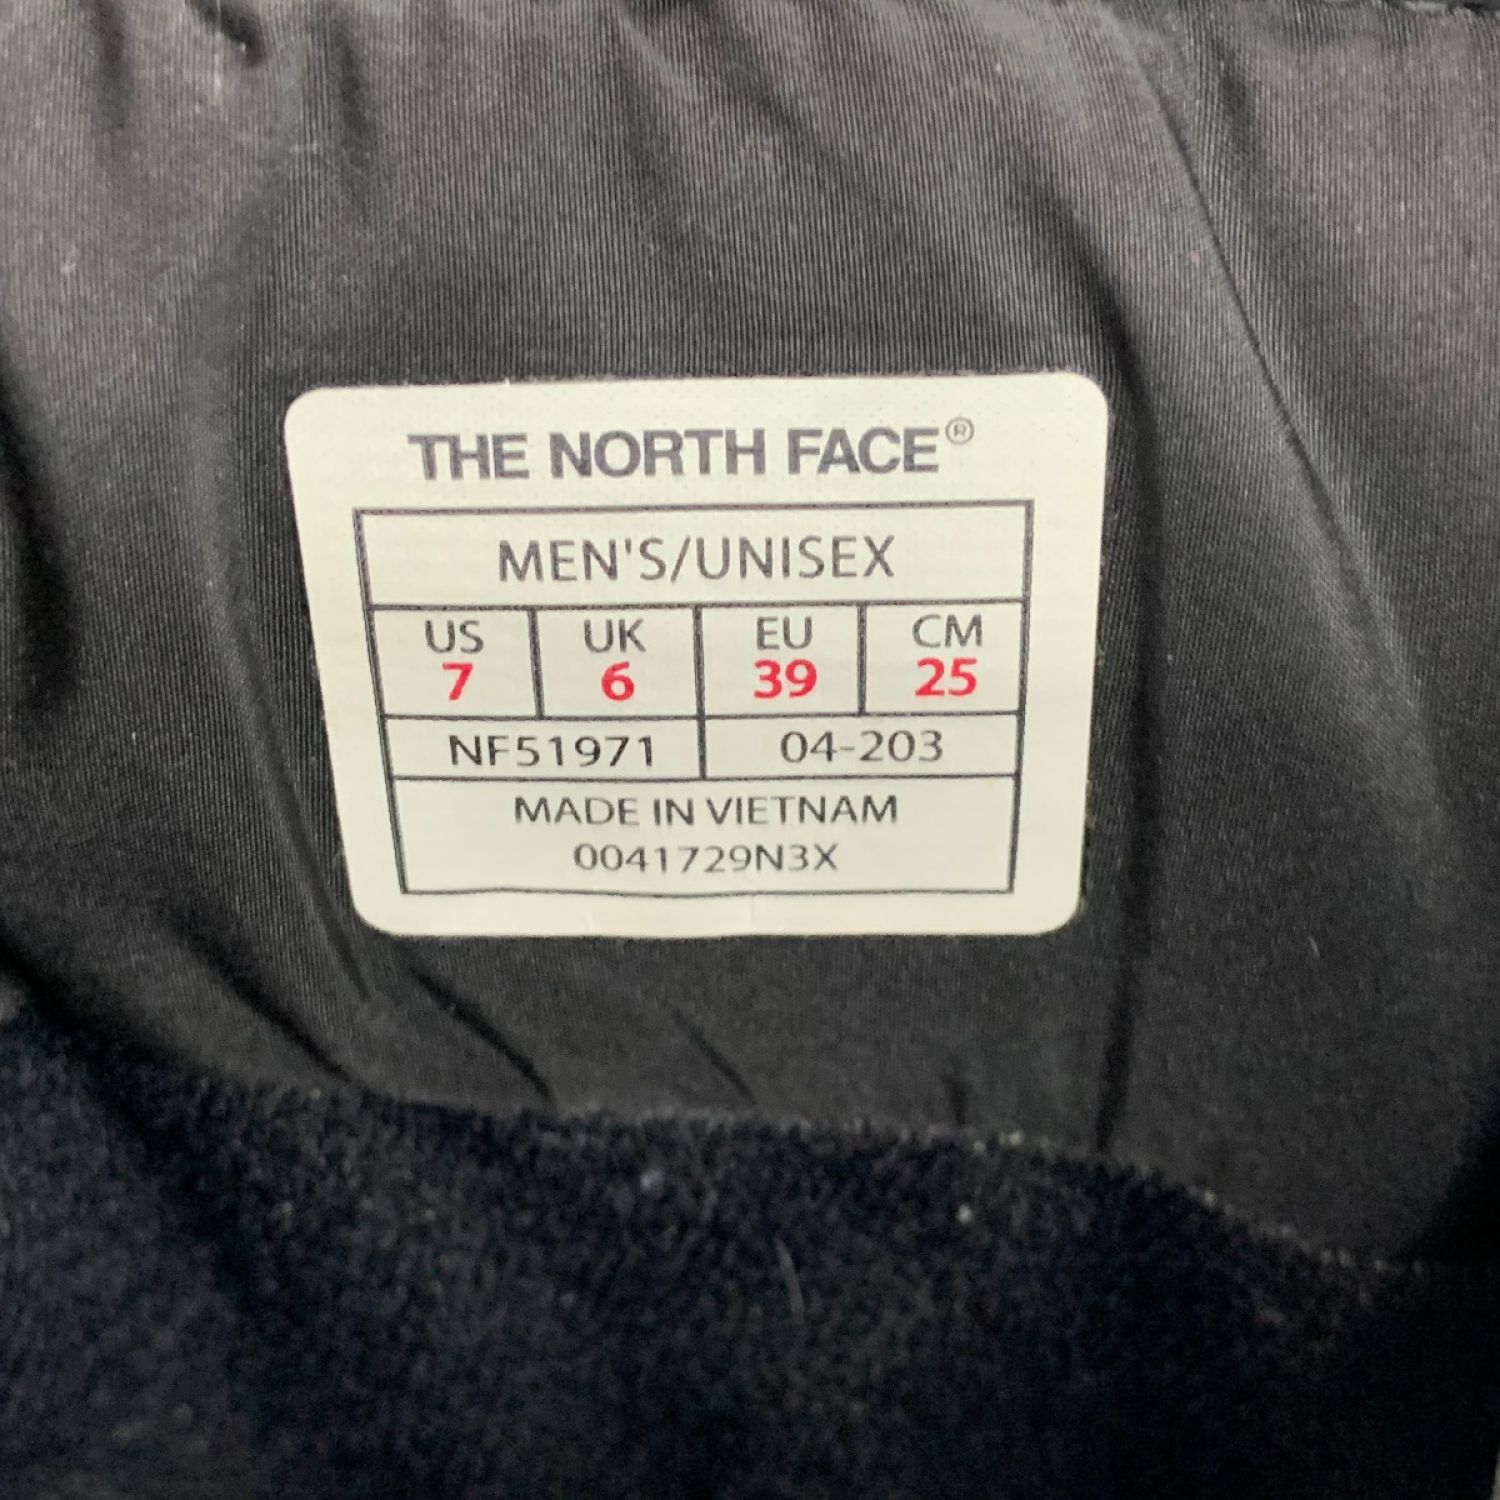 THE NORTH FACE®
MEN'S/UNISEX
US UK EU CM
7 6 39 25
NF51971 04-203
MADE IN VIETNAM
0041729N3X